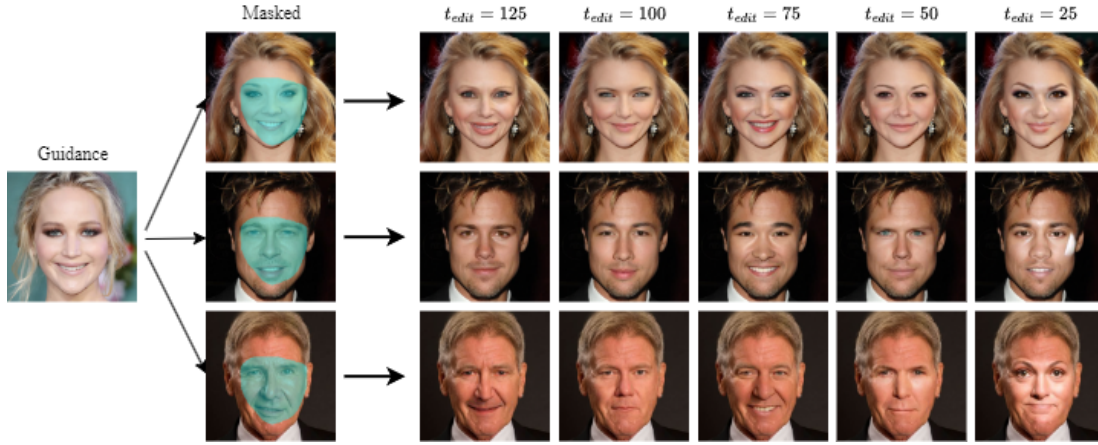 Masked
t_edit = 125
t_edit = 100
t_edit = 75
t_edit = 50
t_edit = 25
Guidance